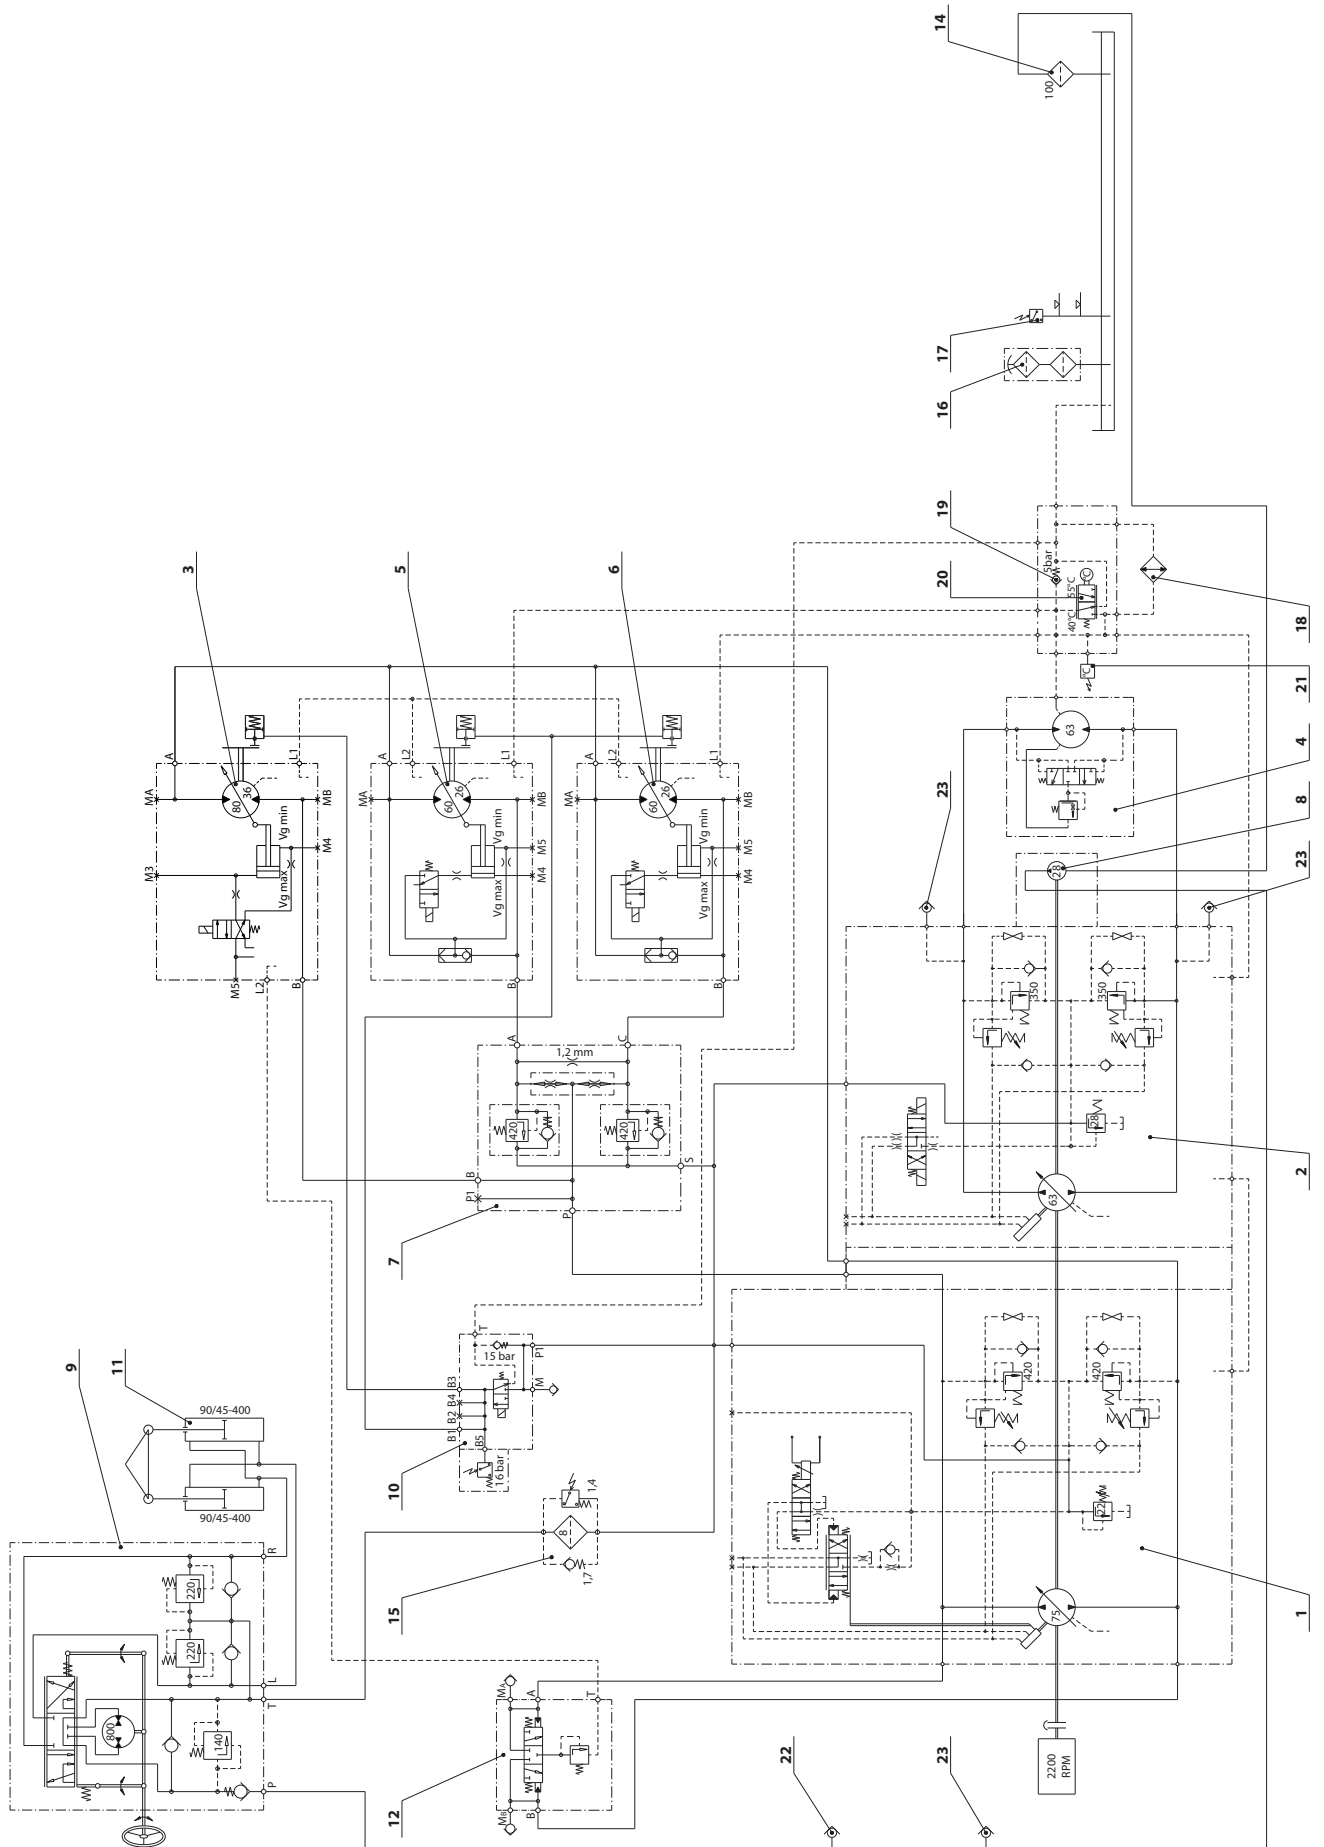 14
100
17
16
19
20
5bar
40°C
55°C
°C
°C
18
21
3
5
6
A
MA
80
36
L1
MB
Vg min
M4
M3
Vg max
M5
L2
B
A
MA
L2
60
26
L1
MB
Vg min
M5
M4
Vg max
B
A
MA
L2
60
26
L1
MB
Vg min
M5
M4
Vg max
B
63
4
8
23
23
28
350
350
28
2
63
A
C
1,2 mm
420
420
B
S
P1
P
7
T
15 bar
P1
M
B3
B4
B2
B1
B5
16 bar
10
9
11
90/45-400
90/45-400
R
220
220
L
T
800
140
P
1,4
8
1,7
15
420
420
22
1
75
MA
A
T
12
MB
B
2200
RPM
22
23